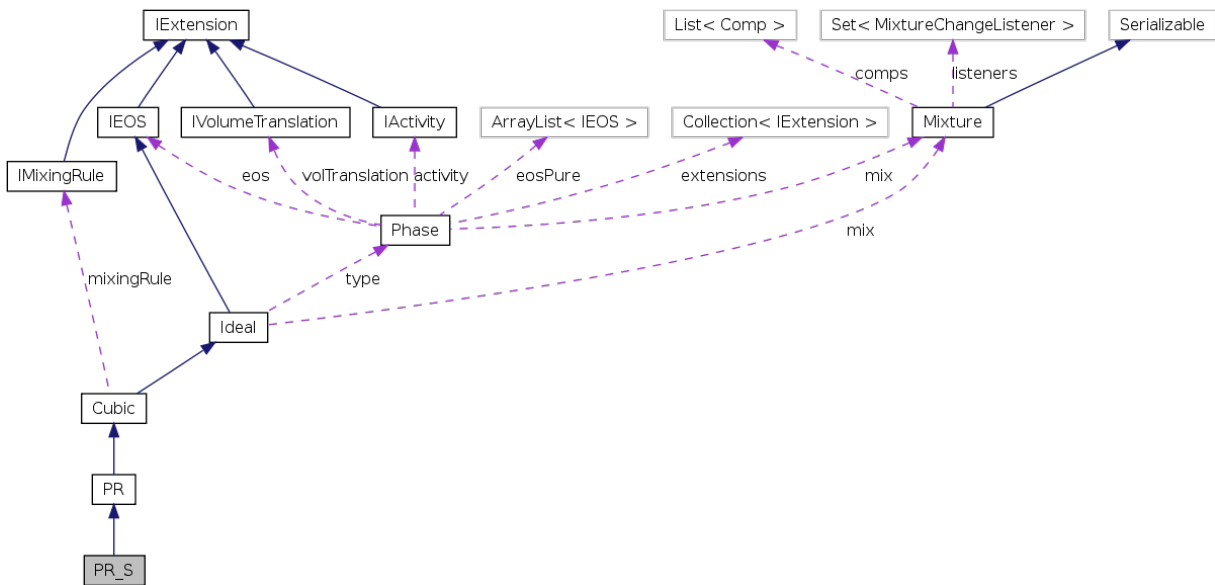 IExtension
List< Comp >
Set< MixtureChangeListener >
Serializable
comps
listeners
IEOS
IVolumeTranslation
IActivity
ArrayList< IEOS >
Collection< IExtension >
Mixture
IMixingRule
eos
volTranslation
activity
eosPure
extensions
mix
Phase
mix
mixingRule
type
Ideal
Cubic
PR
PR_S